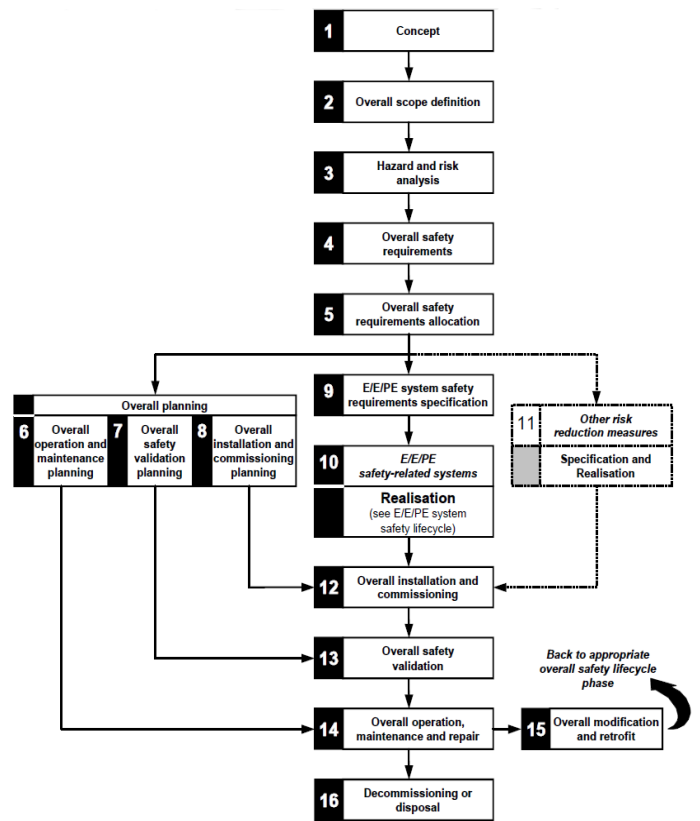 1
Concept
2
Overall scope definition
3
Hazard and risk
analysis
4
Overall safety
requirements
5
Overall safety
requirements allocation
Overall planning
6
Overall
operation and
maintenance
planning
7
Overall
safety
validation
planning
8
Overall
installation and
commissioning
planning
9
E/E/PE system safety
requirements specification
10
E/E/PE
safety-related systems
Realisation
(see E/E/PE system
safety lifecycle)
11
Other risk
reduction measures
Specification and
Realisation
12
Overall installation and
commissioning
13
Overall safety
validation
Back to appropriate
overall safety lifecycle
phase
14
Overall operation,
maintenance and repair
15
Overall modification
and retrofit
16
Decommissioning or
disposal